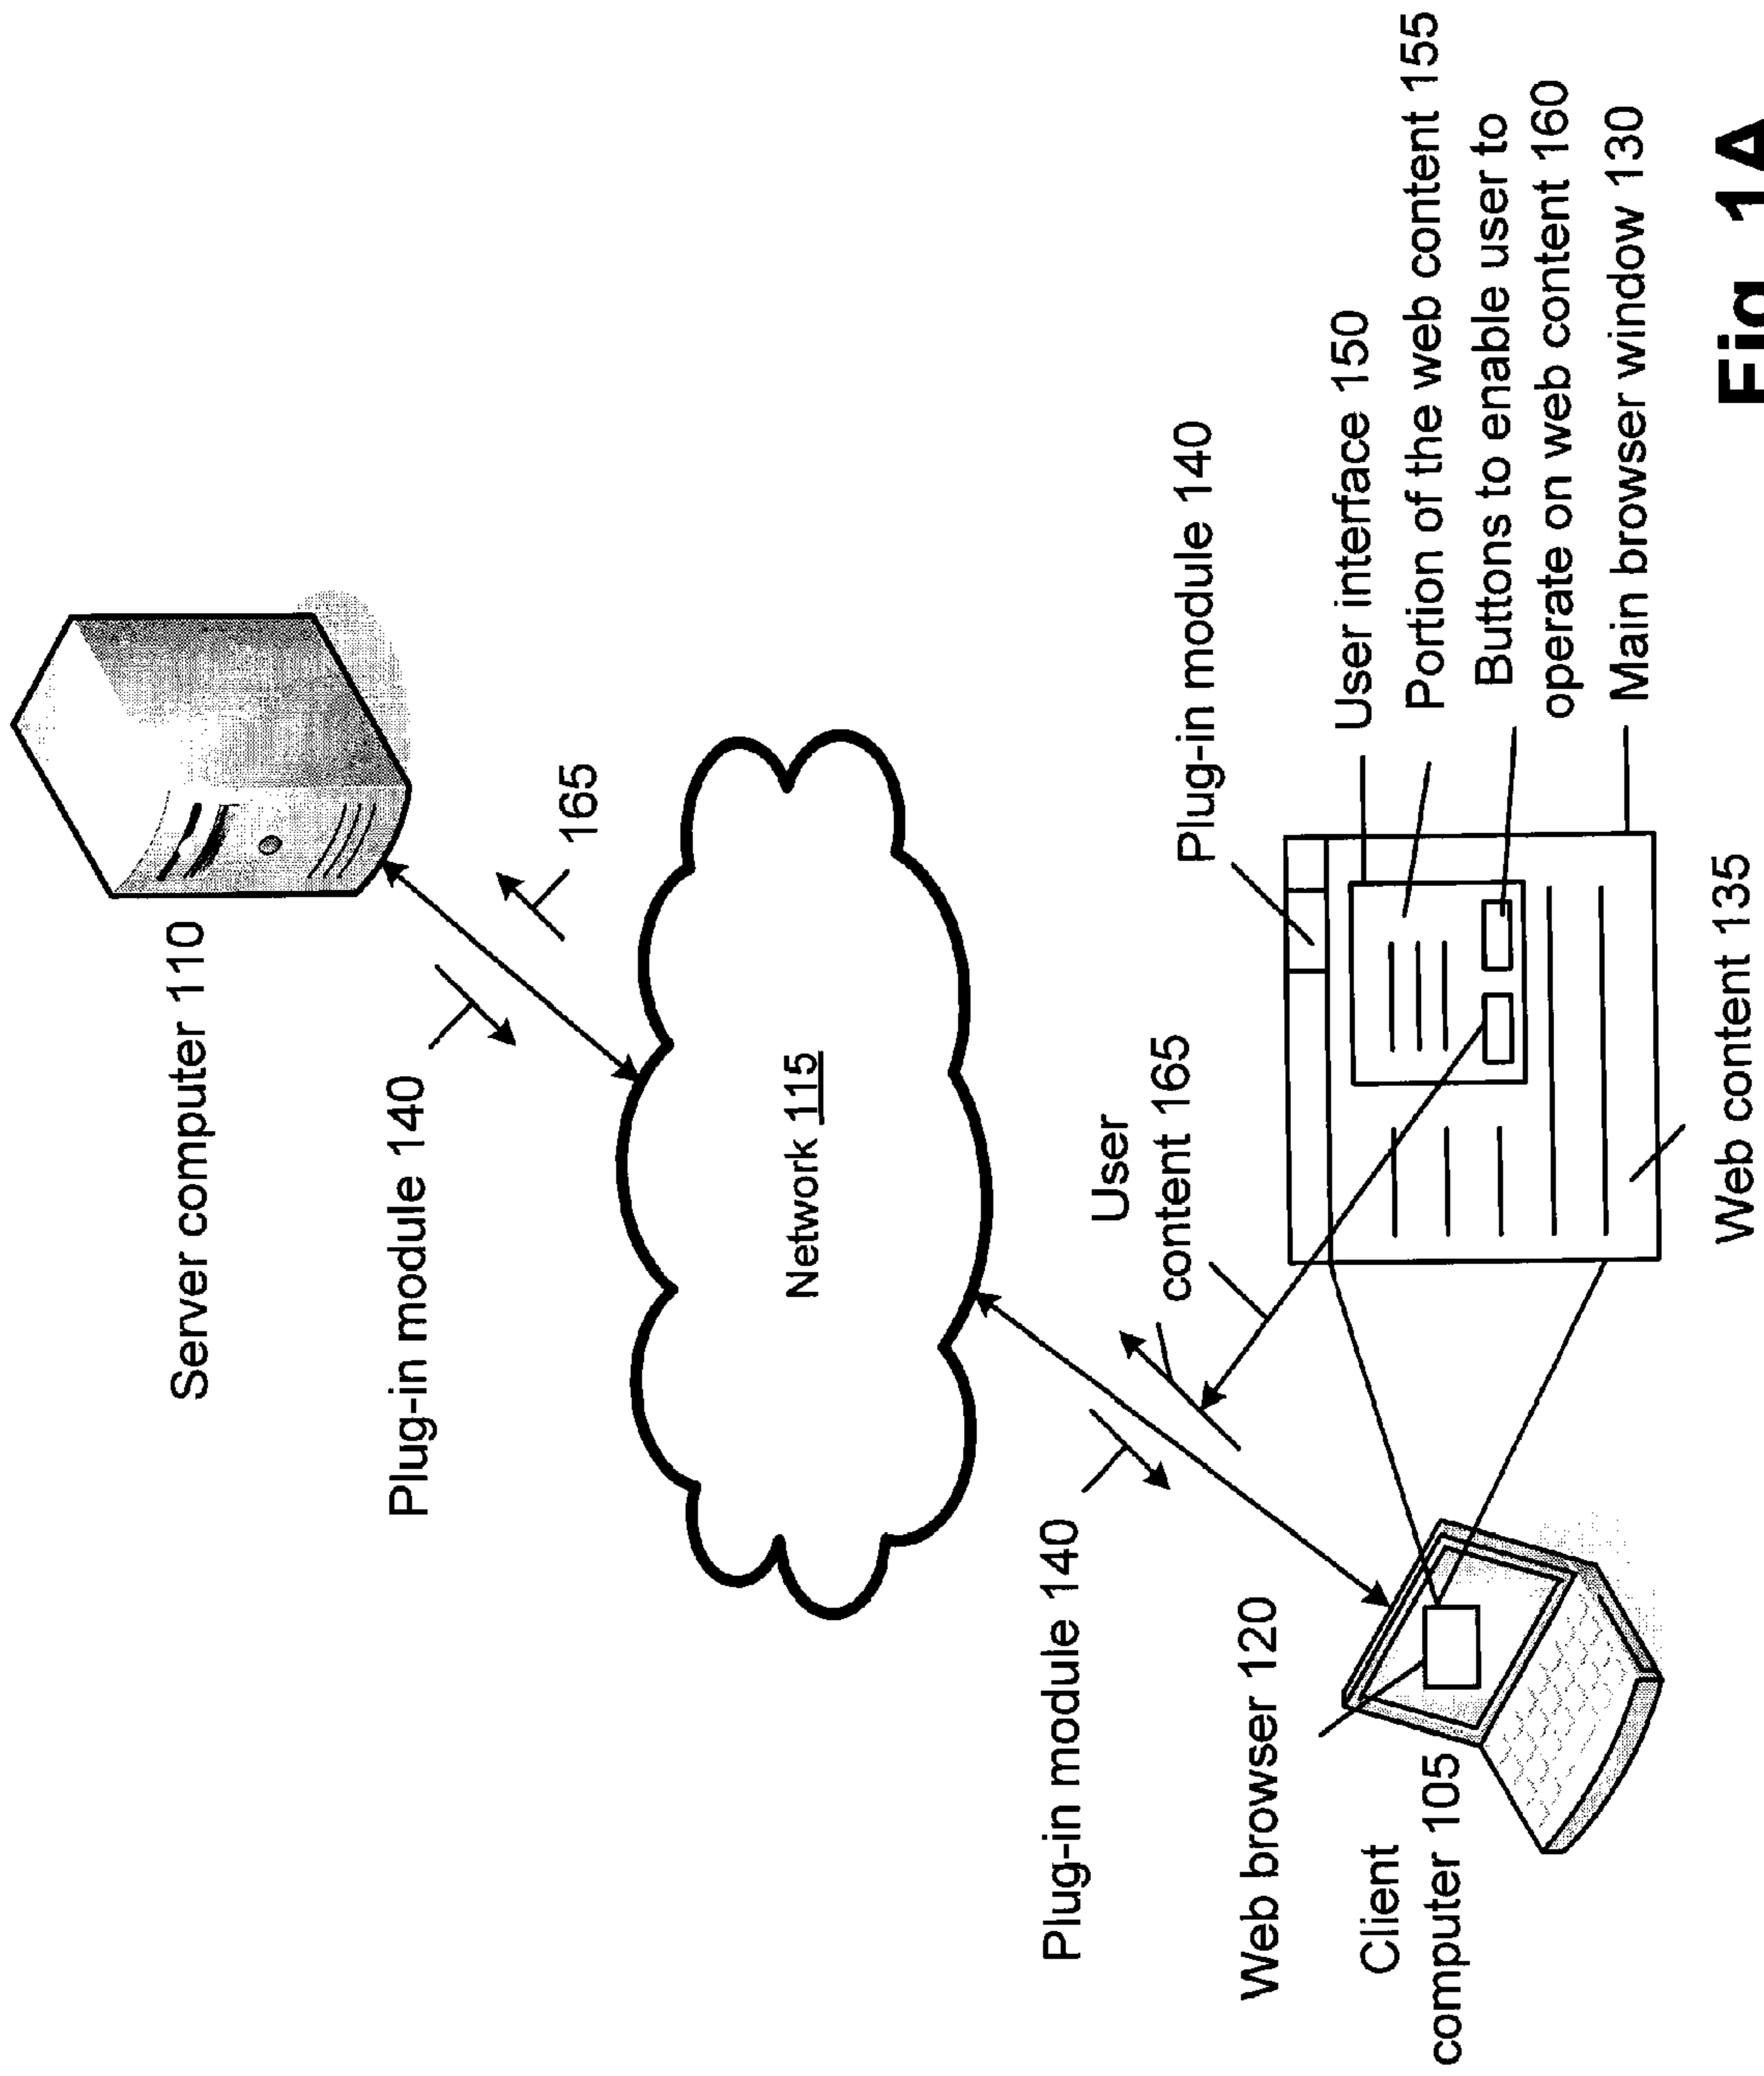 Server computer 110
Plug-in module 140
165
Network 115
User
content 165
Plug-in module 140
Web browser 120
Client
computer 105
Plug-in module 140
User interface 150
Portion of the web content 155
Buttons to enable user to
operate on web content 160
Main browser window 130
Web content 135
Fig 1A